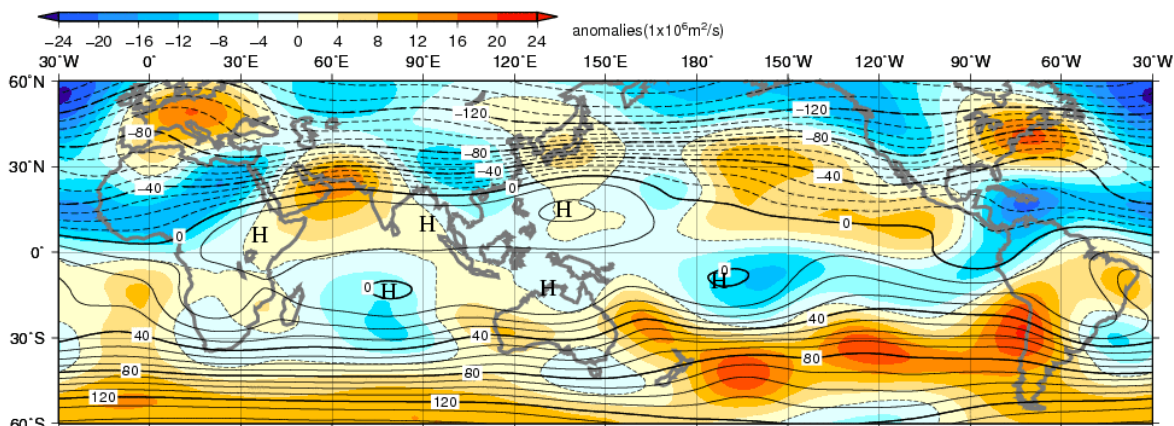 −24 −20 −16 −12 −8 −4 0 4 8 12 16 20 24
anomalies(1x10⁶m²/s)
30°W 0° 30°E 60°E 90°E 120°E 150°E 180° 150°W 120°W 90°W 60°W 30°W
60°N
−120 −120
−80 −80 −80
30°N
−40 −40 −40
0 0 0
H H H
0°
0 0
H H H
40 40
30°S
80 80 80
120
60°S